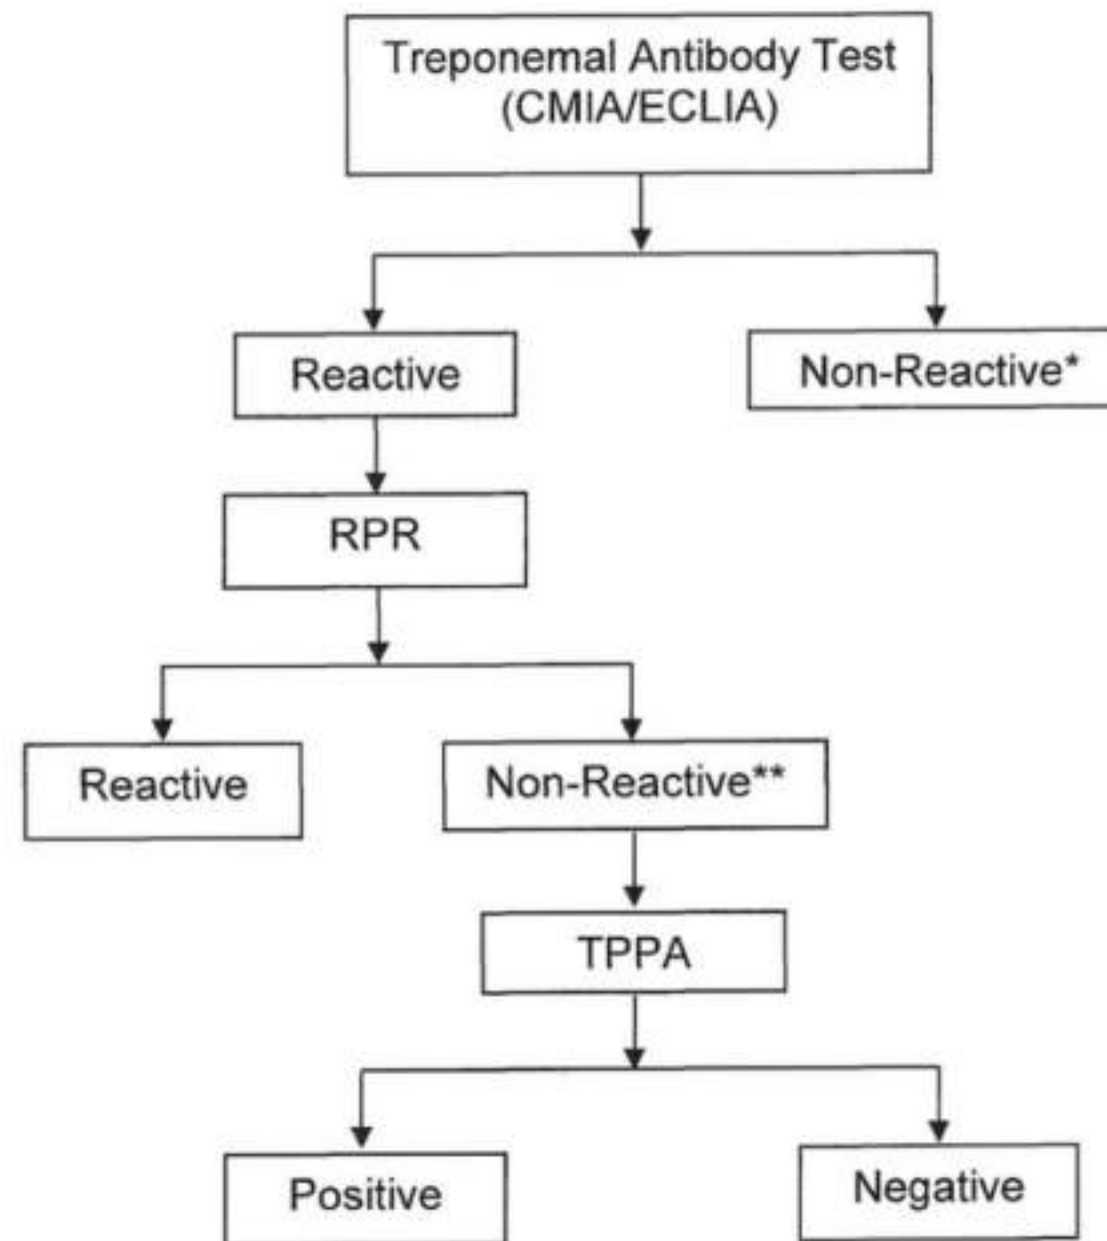 Treponemal Antibody Test
(CMIA/ECLIA)
Reactive
Non-Reactive*
RPR
Reactive
Non-Reactive**
TPPA
Positive
Negative